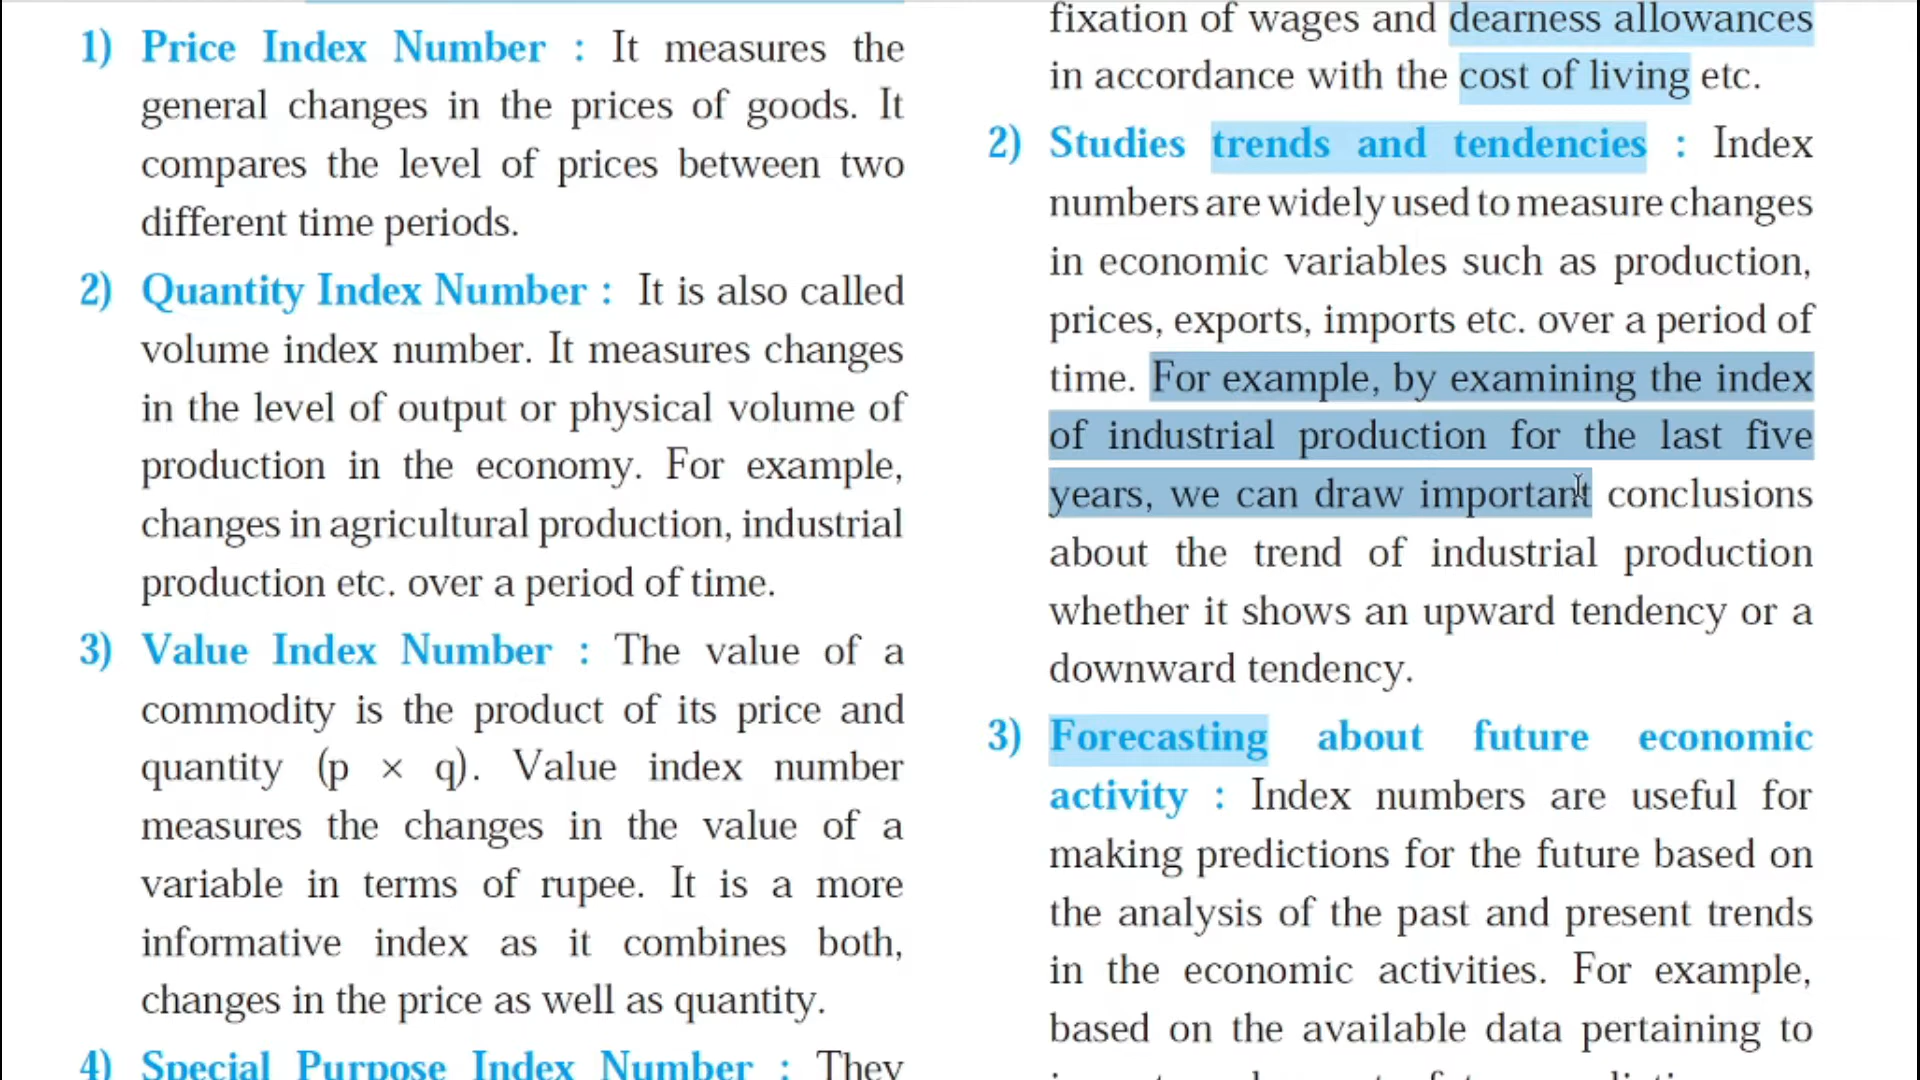 1) Price Index Number : It measures the
general changes in the prices of goods. It
compares the level of prices between two
different time periods.
2) Quantity Index Number : It is also called
volume index number. It measures changes
in the level of output or physical volume of
production in the economy. For example,
changes in agricultural production, industrial
production etc. over a period of time.
3) Value Index Number : The value of a
commodity is the product of its price and
quantity (p × q). Value index number
measures the changes in the value of a
variable in terms of rupee. It is a more
informative index as it combines both,
changes in the price as well as quantity.
4) Special Purpose Index Number : They
fixation of wages and dearness allowances
in accordance with the cost of living etc.
2) Studies trends and tendencies : Index
numbers are widely used to measure changes
in economic variables such as production,
prices, exports, imports etc. over a period of
time. For example, by examining the index
of industrial production for the last five
years, we can draw important conclusions
about the trend of industrial production
whether it shows an upward tendency or a
downward tendency.
3) Forecasting about future economic
activity : Index numbers are useful for
making predictions for the future based on
the analysis of the past and present trends
in the economic activities. For example,
based on the available data pertaining to